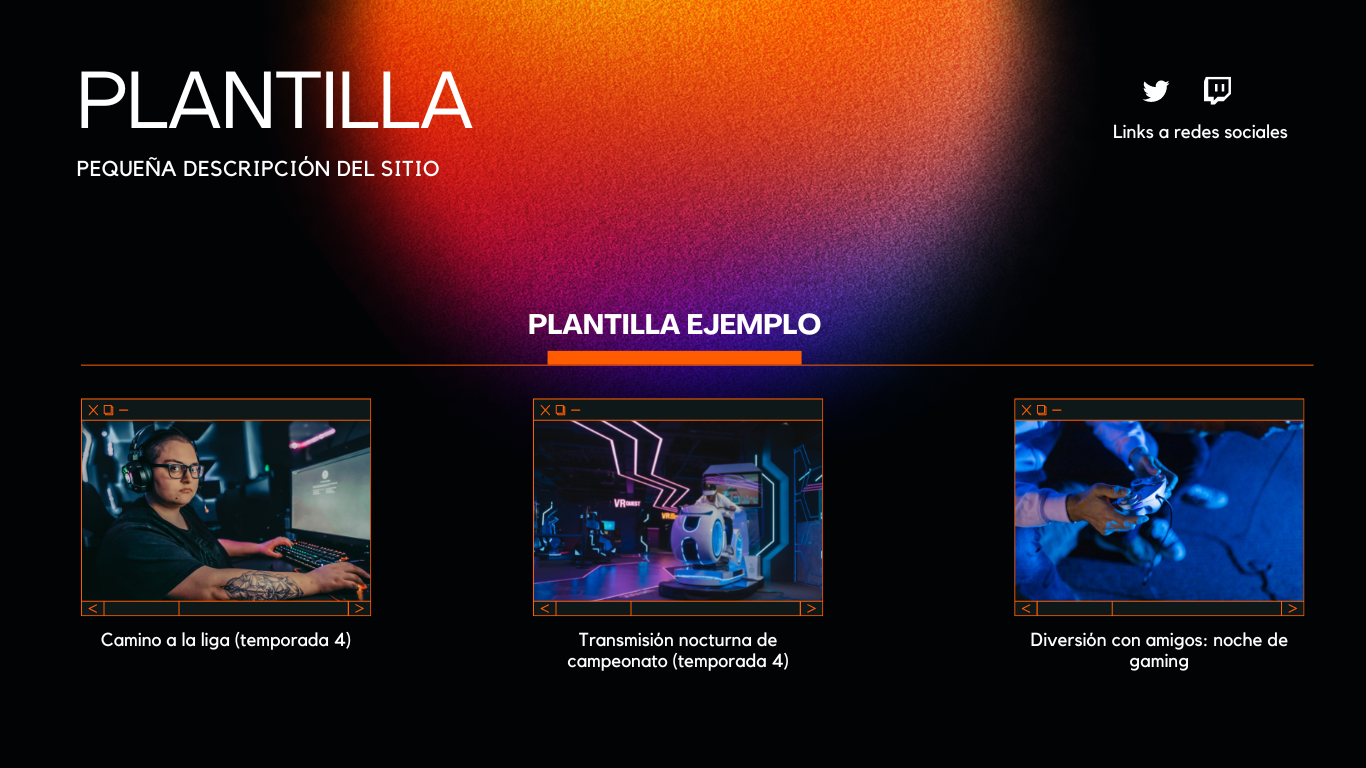 PLANTILLA
PEQUEÑA DESCRIPCIÓN DEL SITIO
Links a redes sociales
PLANTILLA EJEMPLO
VR QUEST
Camino a la liga (temporada 4)
Transmisión nocturna de
campeonato (temporada 4)
Diversión con amigos: noche de
gaming